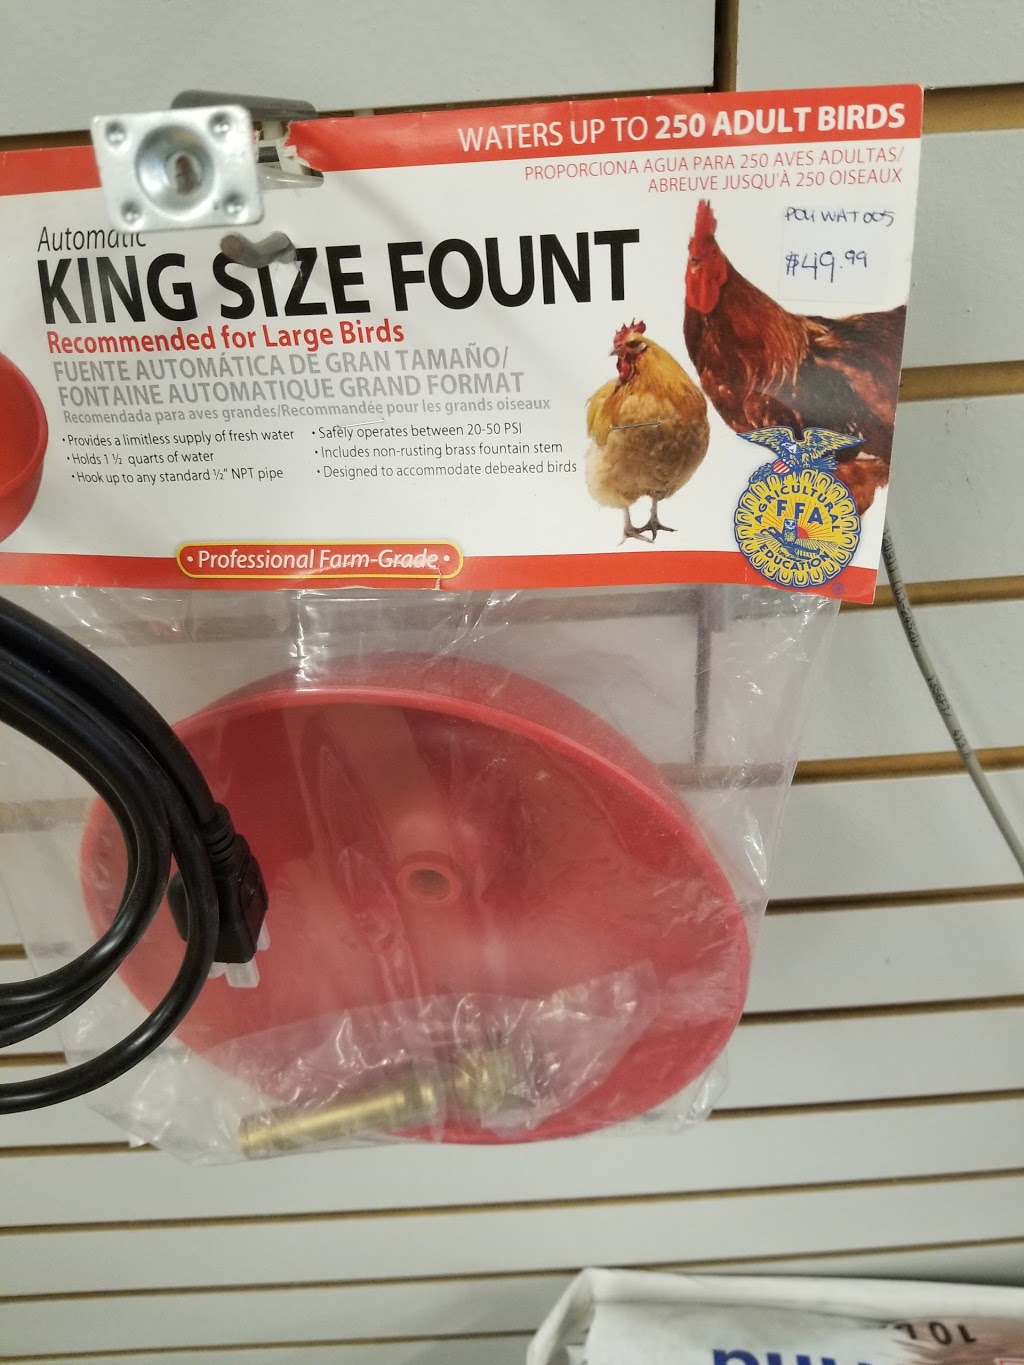 WATERS UP TO 250 ADULT BIRDS
PROPORCIONA AGUA PARA 250 AVES ADULTAS/
ABREUVE JUSQU'À 250 OISEAUX
POU WAT005
$49.99
Automatic
KING SIZE FOUNT
Recommended for Large Birds
FUENTE AUTOMÁTICA DE GRAN TAMAÑO/
FONTAINE AUTOMATIQUE GRAND FORMAT
Recomendada para aves grandes/Recommandée pour les grands oiseaux
• Provides a limitless supply of fresh water
• Holds 1 ½ quarts of water
• Hook up to any standard ½" NPT pipe
• Safely operates between 20-50 PSI
• Includes non-rusting brass fountain stem
• Designed to accommodate debeaked birds
AGRICULTURAL
FFA
EDUCATION
• Professional Farm-Grade •